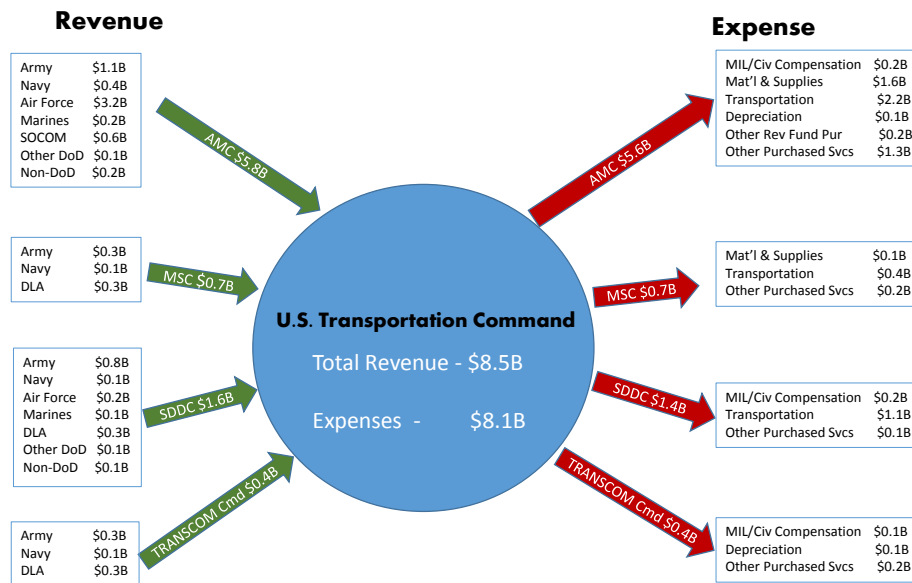 Revenue
Army $1.1B
Navy $0.4B
Air Force $3.2B
Marines $0.2B
SOCOM $0.6B
Other DoD $0.1B
Non-DoD $0.2B
AMC $5.8B
Army $0.3B
Navy $0.1B
DLA $0.3B
MSC $0.7B
Army $0.8B
Navy $0.1B
Air Force $0.2B
Marines $0.1B
DLA $0.3B
Other DoD $0.1B
Non-DoD $0.1B
SDDC $1.6B
Army $0.3B
Navy $0.1B
DLA $0.3B
TRANSCOM Cmd $0.4B
U.S. Transportation Command
Total Revenue - $8.5B
Expenses - $8.1B
Expense
AMC $5.6B
MIL/Civ Compensation $0.2B
Mat'l & Supplies $1.6B
Transportation $2.2B
Depreciation $0.1B
Other Rev Fund Pur $0.2B
Other Purchased Svcs $1.3B
MSC $0.7B
Mat'l & Supplies $0.1B
Transportation $0.4B
Other Purchased Svcs $0.2B
SDDC $1.4B
MIL/Civ Compensation $0.2B
Transportation $1.1B
Other Purchased Svcs $0.1B
TRANSCOM Cmd $0.4B
MIL/Civ Compensation $0.1B
Depreciation $0.1B
Other Purchased Svcs $0.2B